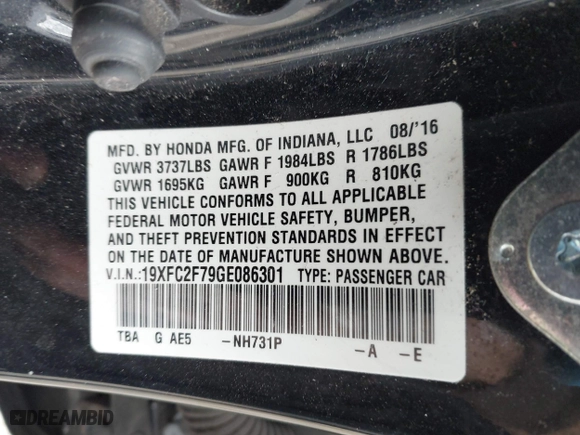 MFD. BY HONDA MFG. OF INDIANA, LLC 08/'16
GVWR 3737LBS GAWR F 1984LBS R 1786LBS
GVWR 1695KG GAWR F 900KG R 810KG
THIS VEHICLE CONFORMS TO ALL APPLICABLE
FEDERAL MOTOR VEHICLE SAFETY, BUMPER,
AND THEFT PREVENTION STANDARDS IN EFFECT
ON THE DATE OF MANUFACTURE SHOWN ABOVE.
V.I.N.:19XFC2F79GE086301 TYPE: PASSENGER CAR
TBA G AE5 -NH731P -A -E
DREAMBID